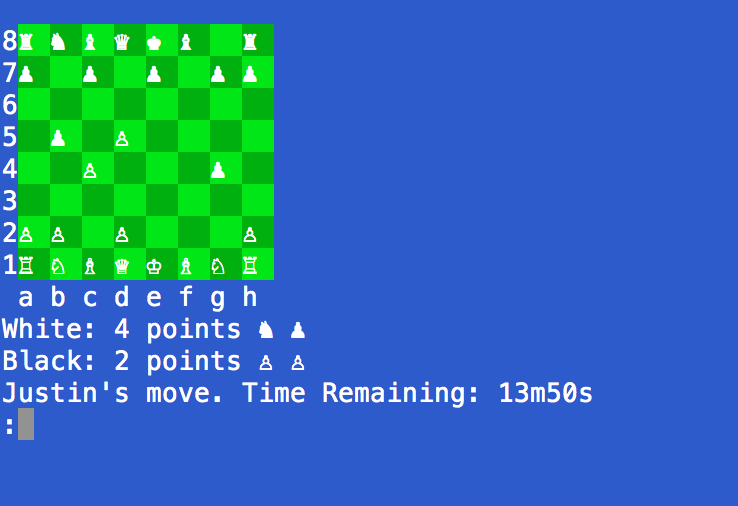 8♜♞♝♛♚♝ ♜
7♟ ♟ ♟ ♟♟
6
5 ♟ ♙
4 ♙ ♟
3
2♙♙ ♙ ♙
1♖♘♗♕♔♗♘♖
a b c d e f g h
White: 4 points ♞ ♟
Black: 2 points ♙ ♙
Justin's move. Time Remaining: 13m50s
: